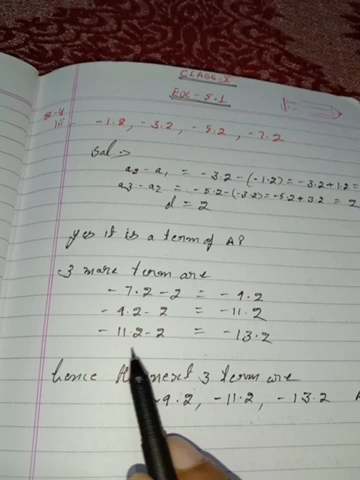 CLASS-X
EX-5.1
Q-4
iii -1.2, -3.2, -5.2, -7.2
Sol →
a2 - a1 = -3.2-(-1.2) = -3.2+1.2 =
a3 - a2 = -5.2-(-3.2) = -5.2+3.2 = 2
d = 2
yes it is a term of AP
3 more term are
-7.2-2 = -9.2
-9.2-2 = -11.2
-11.2-2 = -13.2
hence next 3 term are
-9.2, -11.2, -13.2